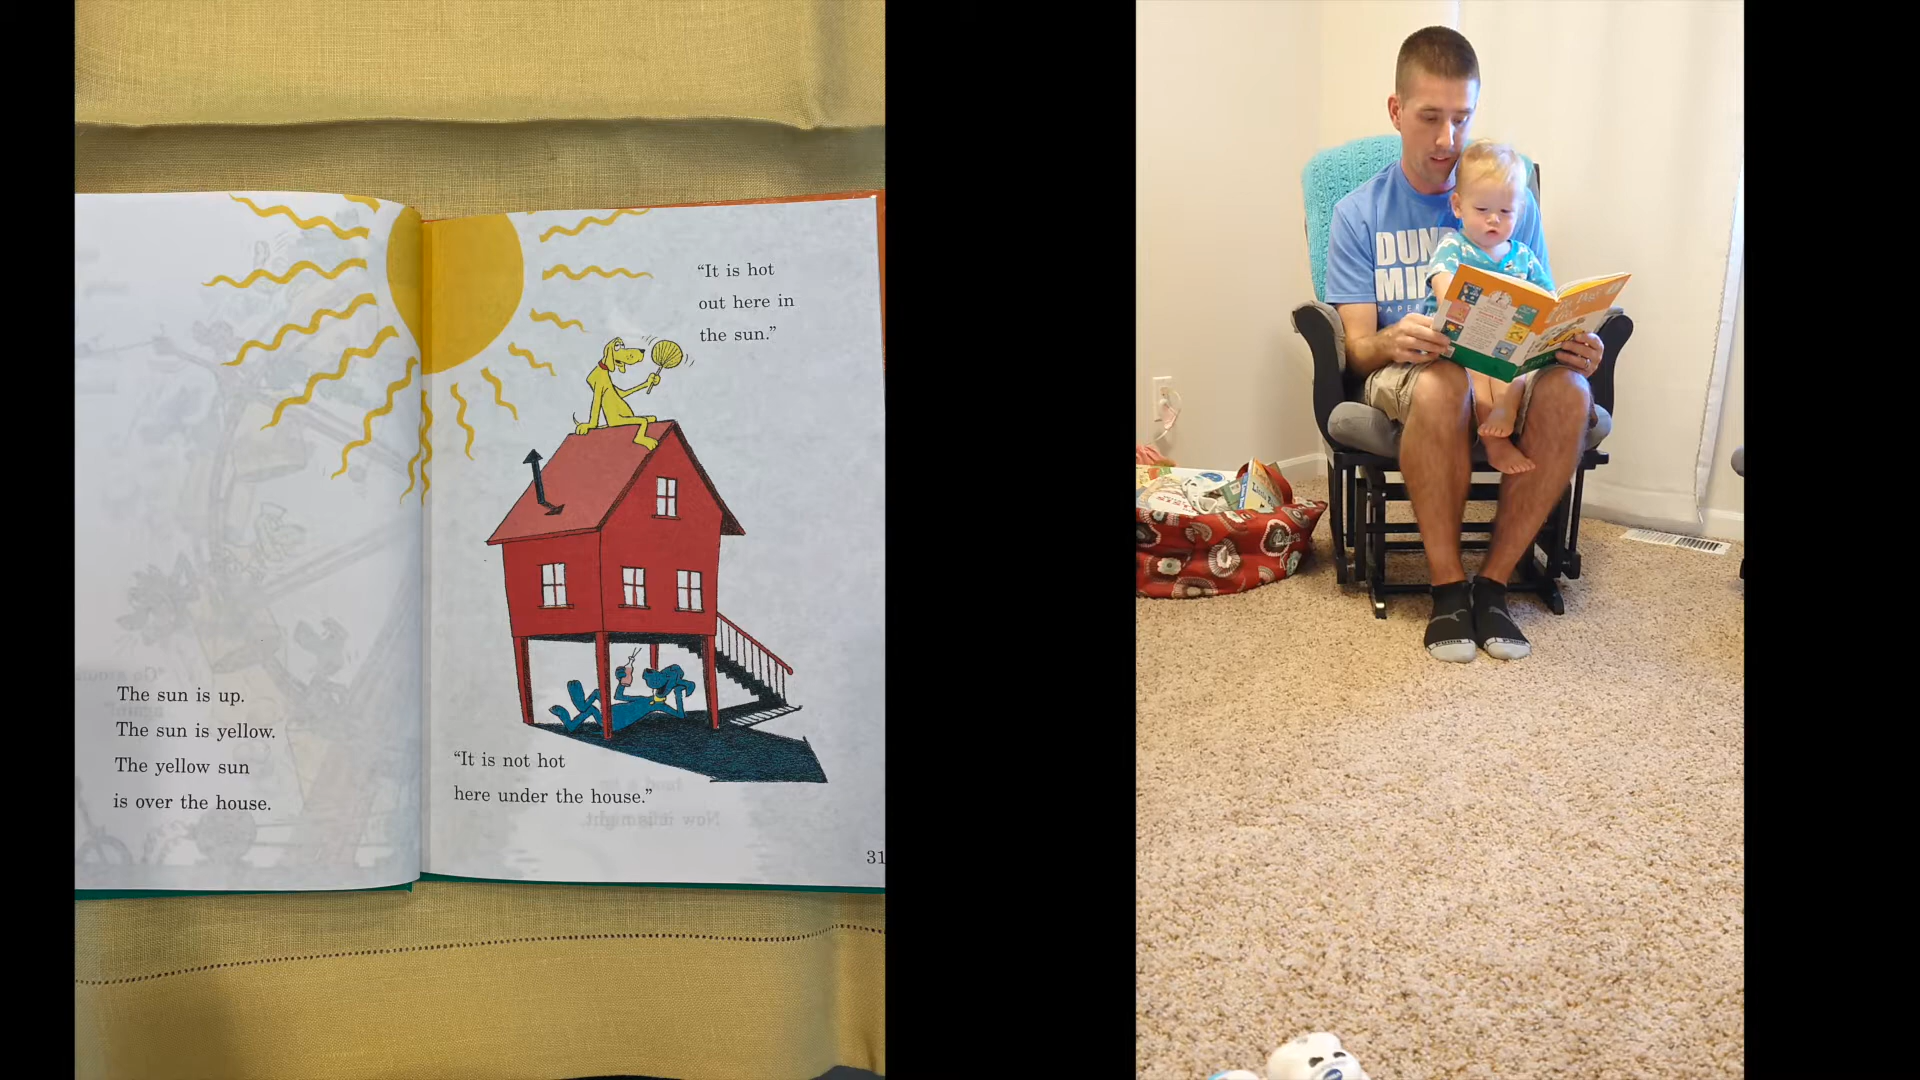 The sun is up.
The sun is yellow.
The yellow sun
is over the house.
“It is hot
out here in
the sun.”
“It is not hot
here under the house.”
31
DUN
MIF
PAPER